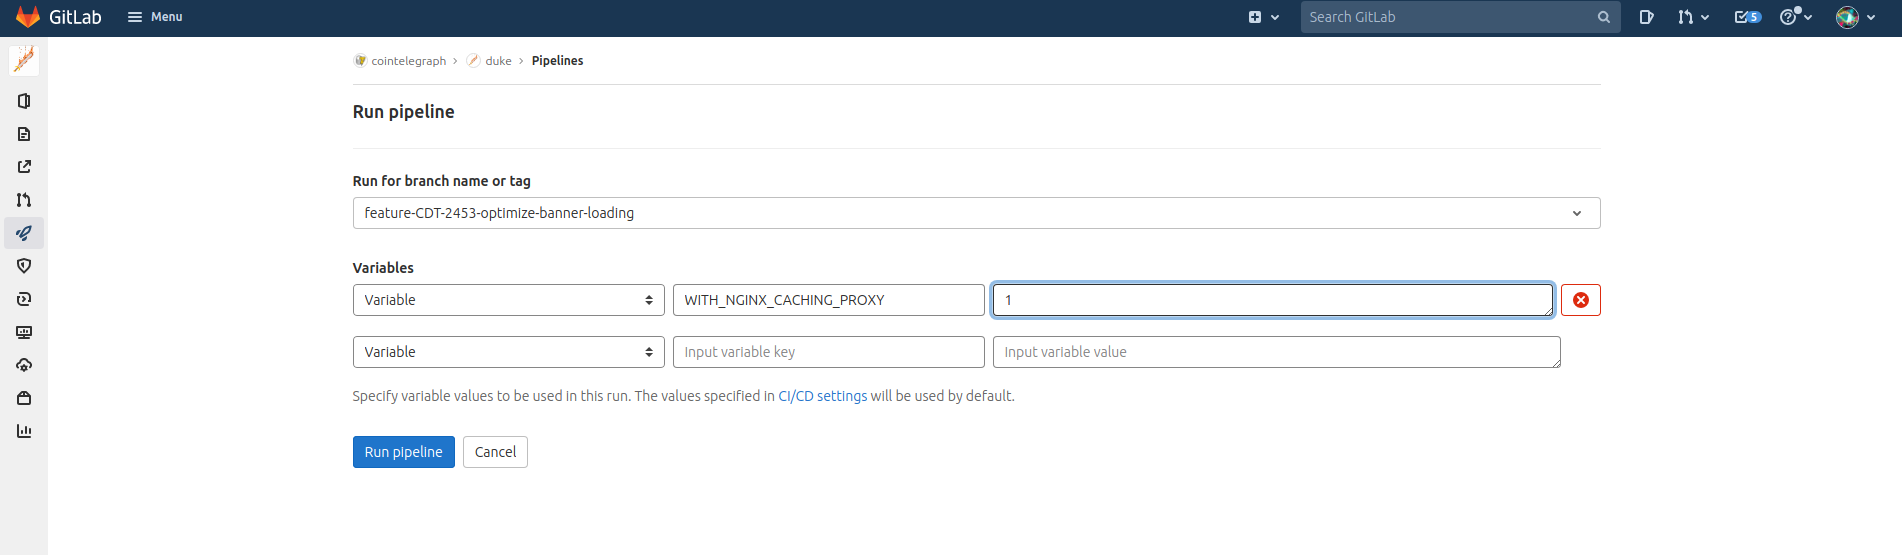 GitLab Menu Search GitLab 5
cointelegraph > duke > Pipelines
Run pipeline
Run for branch name or tag
feature-CDT-2453-optimize-banner-loading
Variables
Variable WITH_NGINX_CACHING_PROXY 1
Variable Input variable key Input variable value
Specify variable values to be used in this run. The values specified in CI/CD settings will be used by default.
Run pipeline Cancel